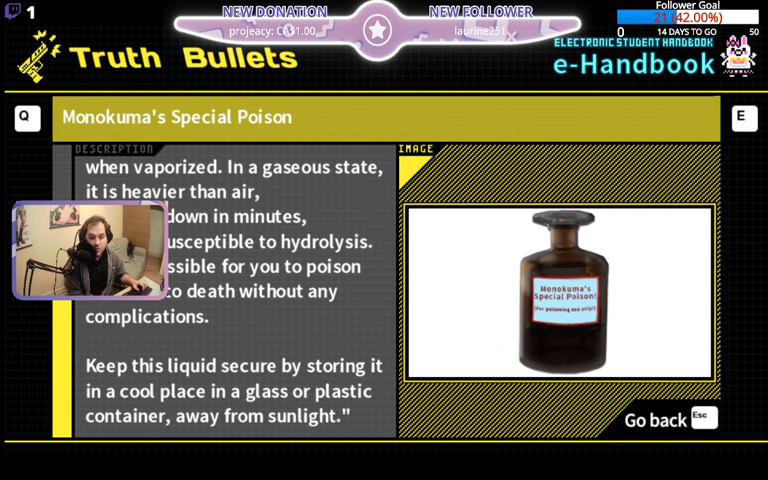 1
NEW DONATION
NEW FOLLOWER
Follower Goal
projeacy: CA$1.00
laurine251
21 (42.00%)
0
14 DAYS TO GO
50
Truth Bullets
ELECTRONIC STUDENT HANDBOOK
e-Handbook
Q
Monokuma's Special Poison
E
DESCRIPTION
IMAGE
when vaporized. In a gaseous state,
it is heavier than air,
down in minutes,
usceptible to hydrolysis.
ssible for you to poison
to death without any
complications.
Keep this liquid secure by storing it
in a cool place in a glass or plastic
container, away from sunlight."
Monokuma's
Special Poison!
(For poisoning use only!)
Go back
Esc